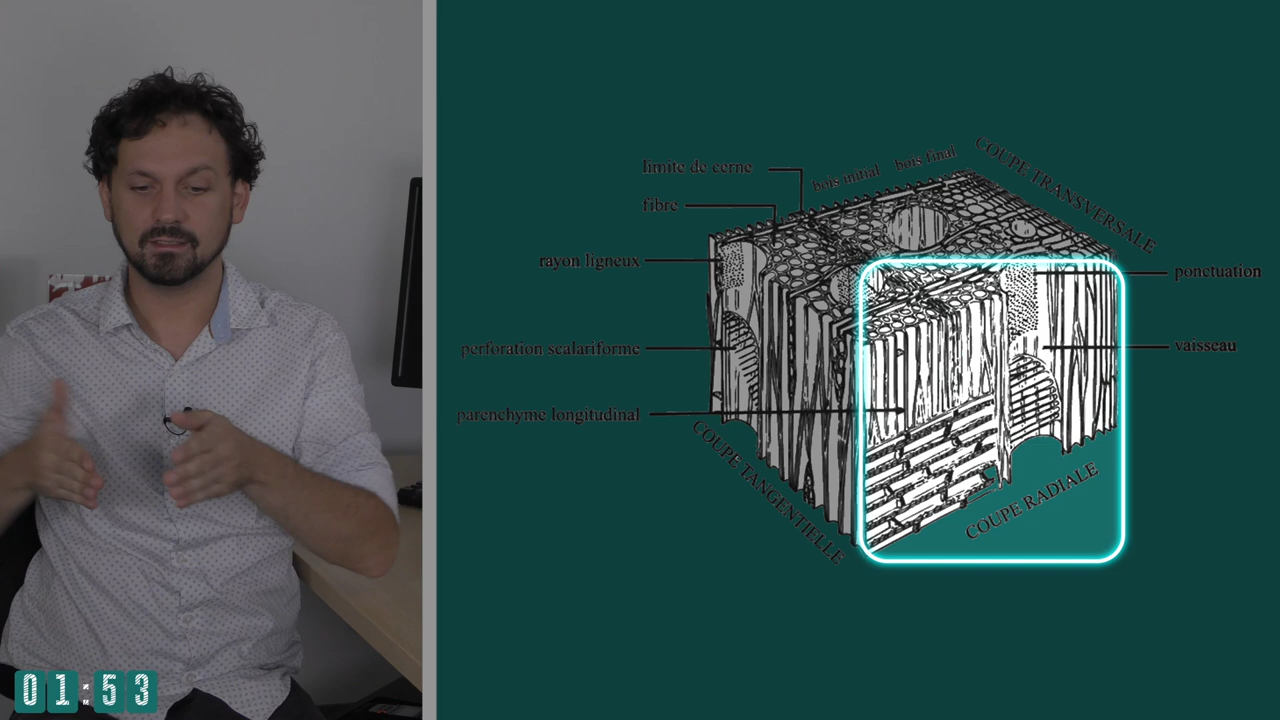 limite de cerne
bois initial
bois final
COUPE TRANSVERSALE
fibre
rayon ligneux
ponctuation
perforation scalariforme
vaisseau
parenchyme longitudinal
COUPE TANGENTIELLE
COUPE RADIALE
01:53